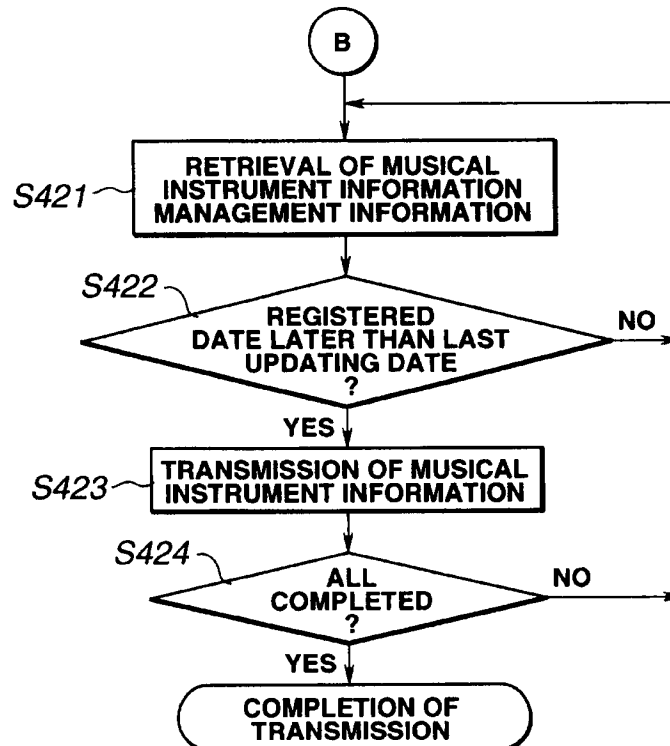 B
RETRIEVAL OF MUSICAL
INSTRUMENT INFORMATION
MANAGEMENT INFORMATION
S421
S422
REGISTERED
DATE LATER THAN LAST
UPDATING DATE
?
NO
YES
TRANSMISSION OF MUSICAL
INSTRUMENT INFORMATION
S423
S424
ALL
COMPLETED
?
NO
YES
COMPLETION OF
TRANSMISSION